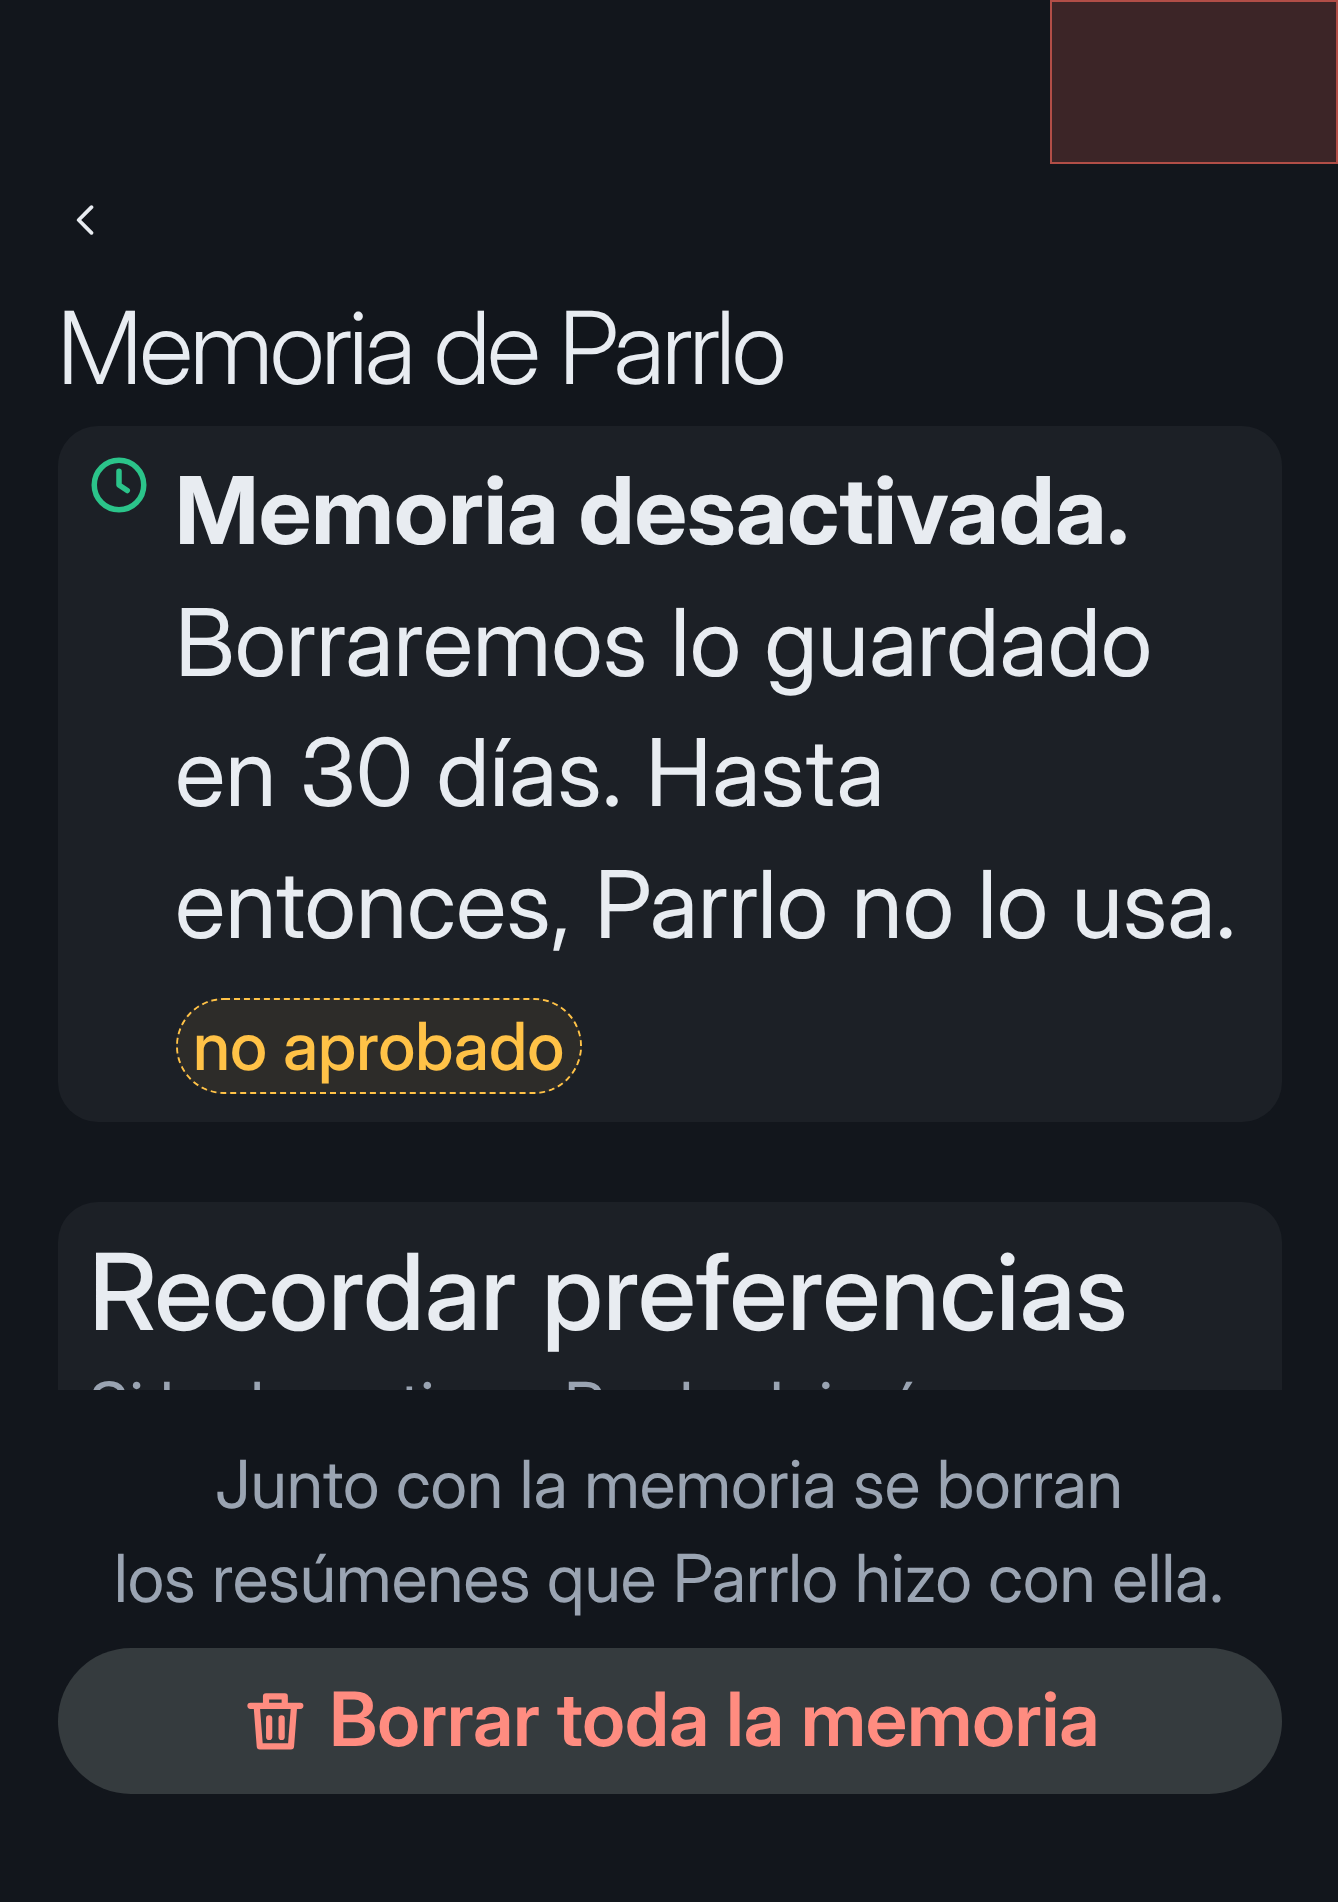 Memoria de Parrlo
Memoria desactivada.
Borraremos lo guardado
en 30 días. Hasta
entonces, Parrlo no lo usa.
no aprobado
Recordar preferencias
Junto con la memoria se borran
los resúmenes que Parrlo hizo con ella.
Borrar toda la memoria